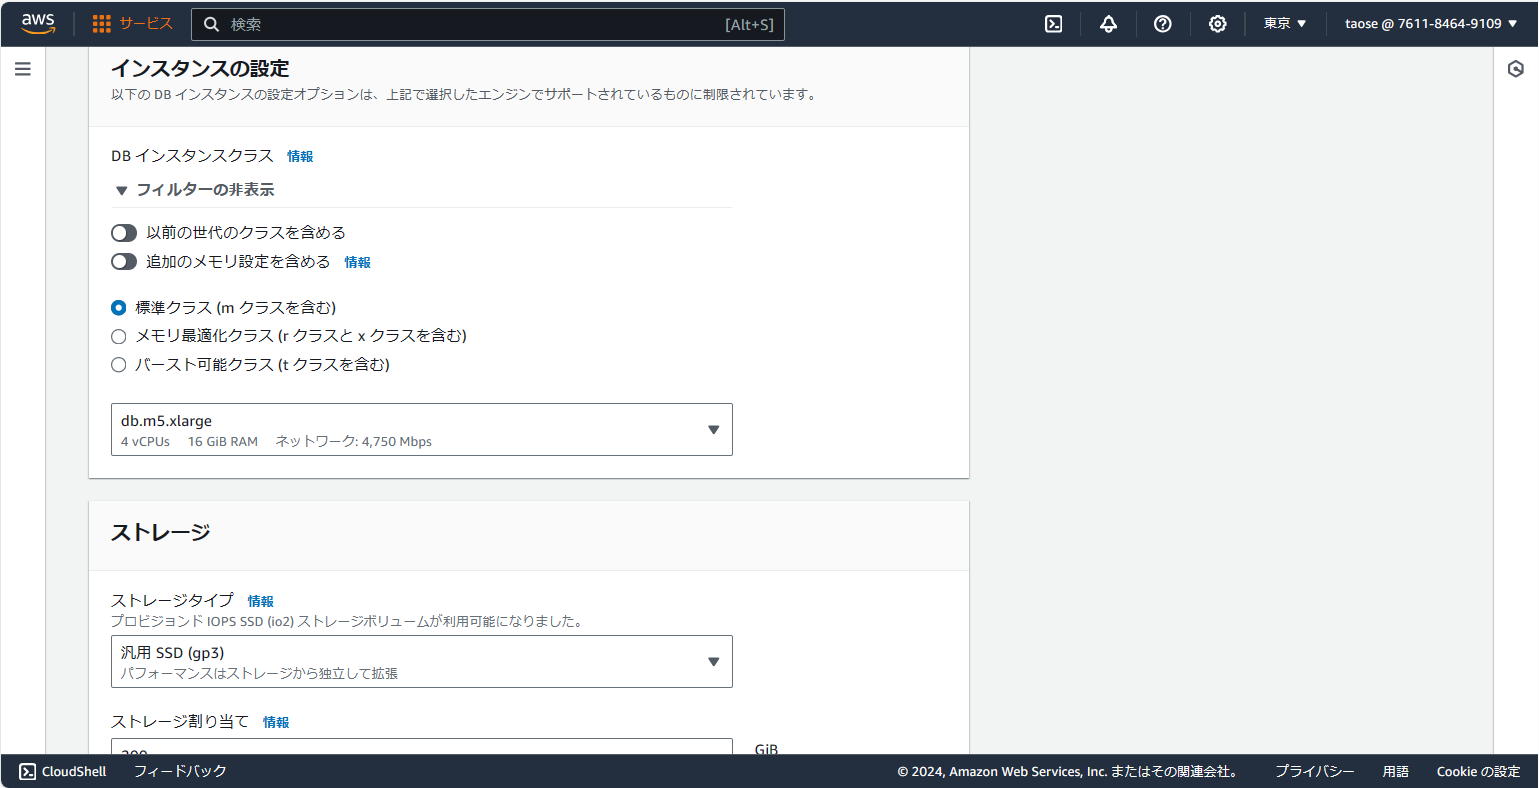 aws サービス 検索 [Alt+S] 東京 taose @ 7611-8464-9109
インスタンスの設定
以下の DB インスタンスの設定オプションは、上記で選択したエンジンでサポートされているものに制限されています。
DB インスタンスクラス 情報
フィルターの非表示
以前の世代のクラスを含める
追加のメモリ設定を含める 情報
標準クラス (m クラスを含む)
メモリ最適化クラス (r クラスと x クラスを含む)
バースト可能クラス (t クラスを含む)
db.m5.xlarge
4 vCPUs 16 GiB RAM ネットワーク: 4,750 Mbps
ストレージ
ストレージタイプ 情報
プロビジョンド IOPS SSD (io2) ストレージボリュームが利用可能になりました。
汎用 SSD (gp3)
パフォーマンスはストレージから独立して拡張
ストレージ割り当て 情報
GiB
CloudShell フィードバック © 2024, Amazon Web Services, Inc. またはその関連会社。 プライバシー 用語 Cookie の設定